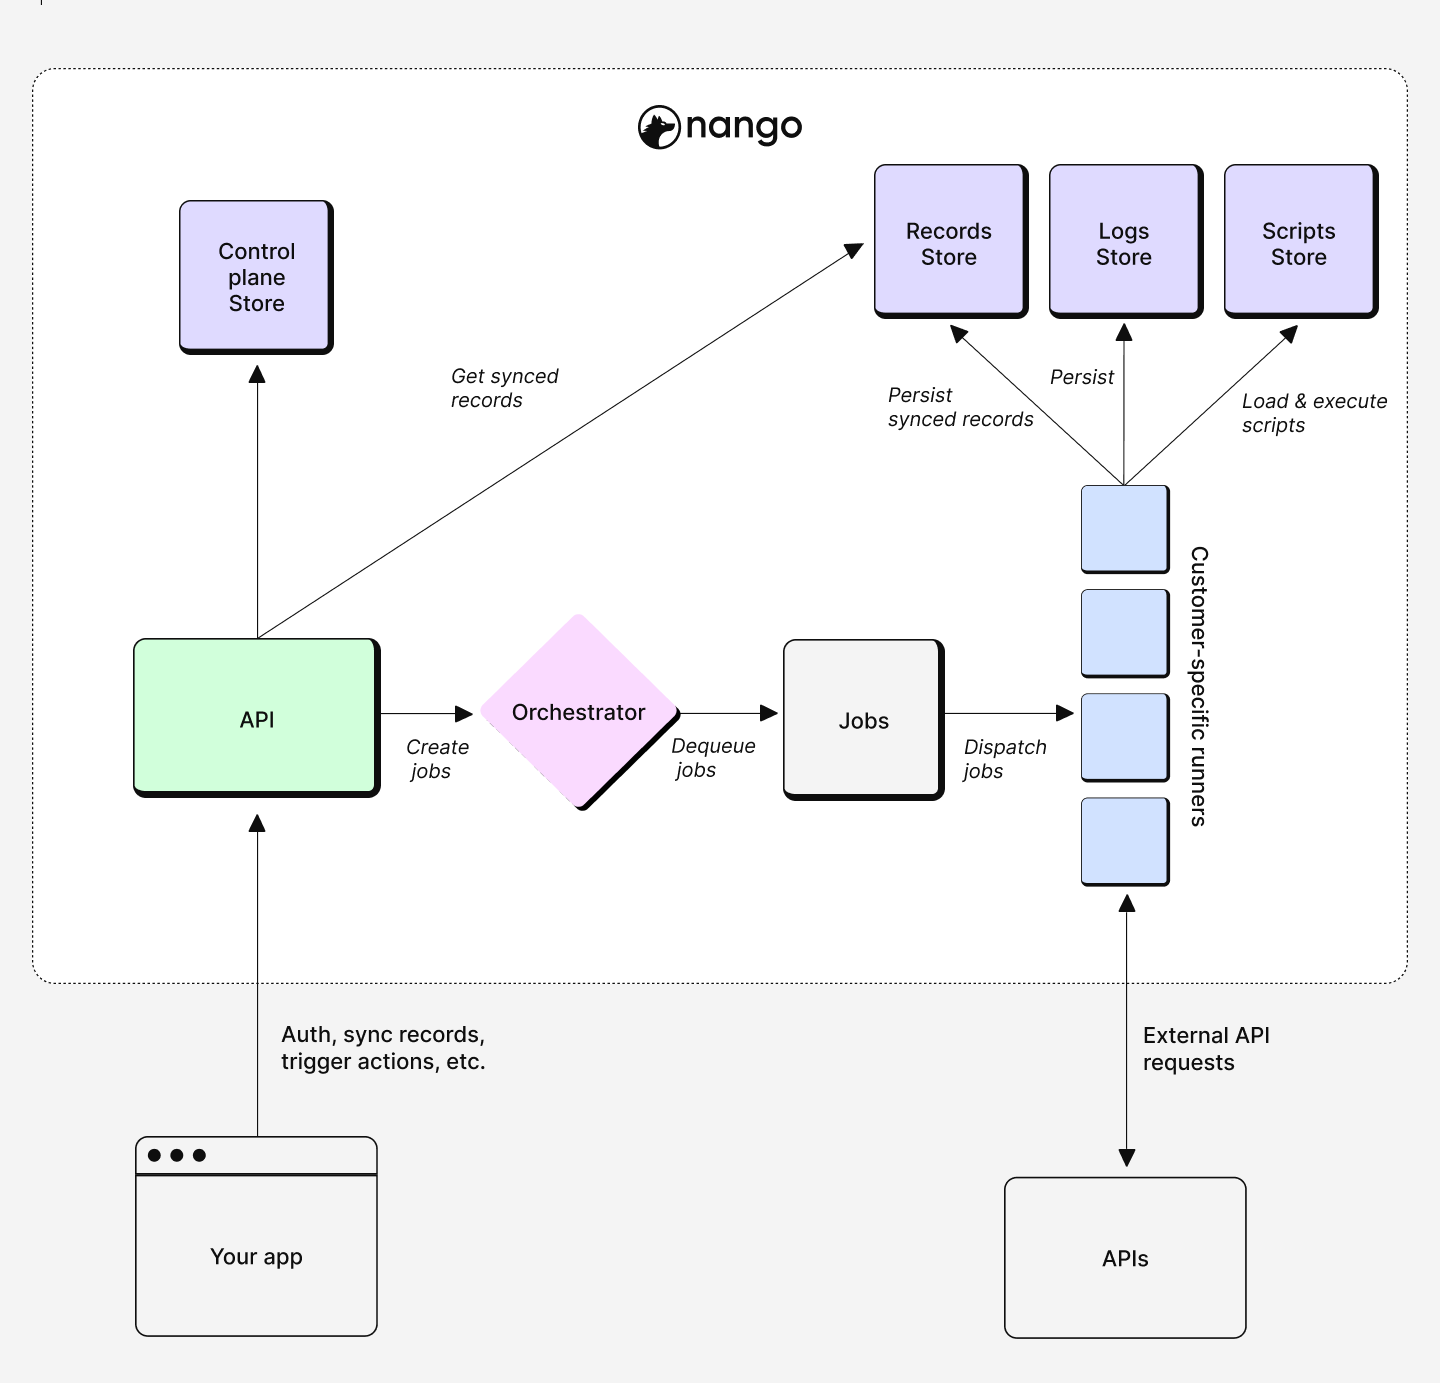 nango
Control
plane
Store
Records
Store
Logs
Store
Scripts
Store
Get synced
records
Persist
synced records
Persist
Load & execute
scripts
API
Create
jobs
Orchestrator
Dequeue
jobs
Jobs
Dispatch
jobs
Customer-specific runners
Auth, sync records,
trigger actions, etc.
External API
requests
Your app
APIs